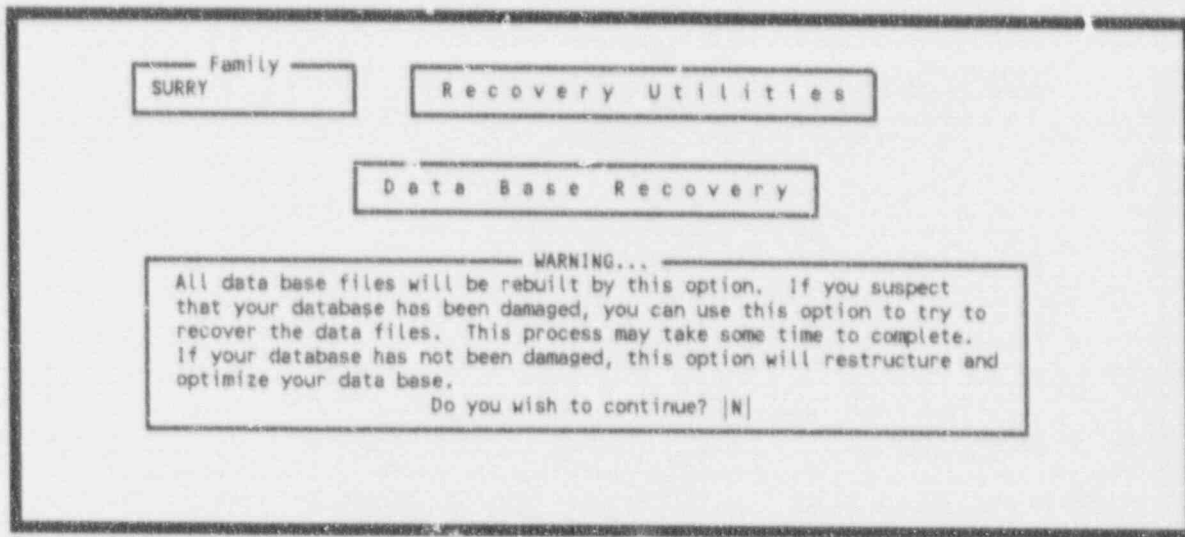 Family
SURRY
Recovery Utilities
Data Base Recovery
WARNING...
All data base files will be rebuilt by this option. If you suspect
that your database has been damaged, you can use this option to try to
recover the data files. This process may take some time to complete.
If your database has not been damaged, this option will restructure and
optimize your data base.
Do you wish to continue? |N|